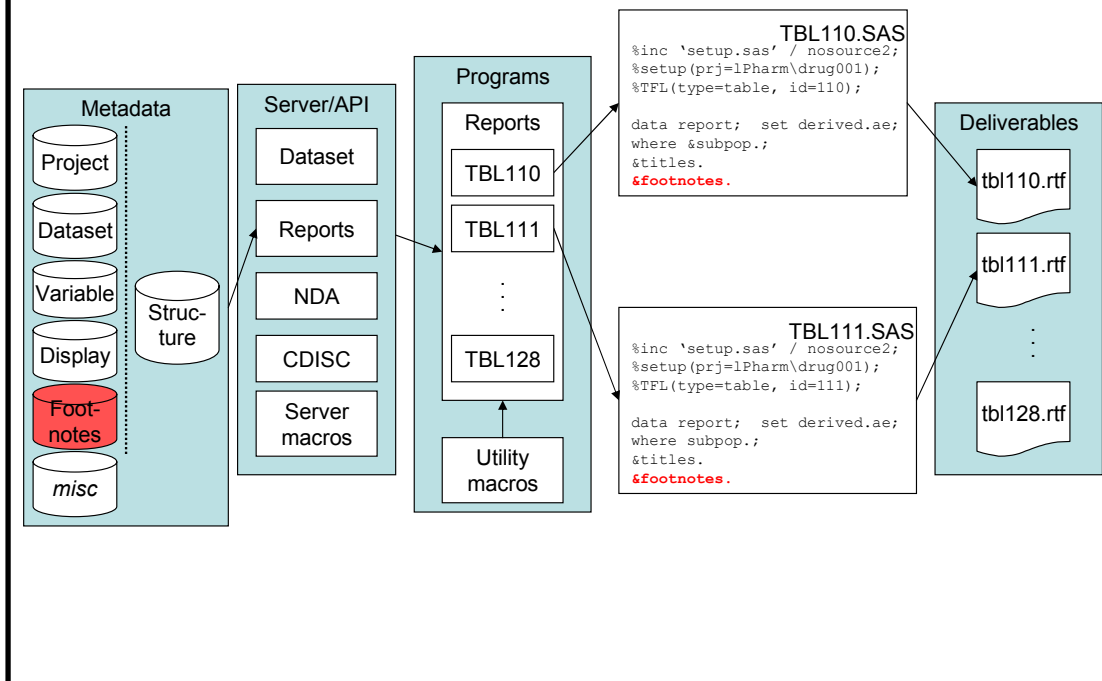 Metadata
Project
Dataset
Variable
Display
Foot-
notes
misc
Struc-
ture
Server/API
Dataset
Reports
NDA
CDISC
Server
macros
Programs
Reports
TBL110
TBL111
.
.
.
TBL128
Utility
macros
TBL110.SAS
%inc ‘setup.sas’ / nosource2;
%setup(prj=lPharm\drug001);
%TFL(type=table, id=110);
data report;  set derived.ae;
where &subpop.;
&titles.
&footnotes.
TBL111.SAS
%inc ‘setup.sas’ / nosource2;
%setup(prj=lPharm\drug001);
%TFL(type=table, id=111);
data report;  set derived.ae;
where subpop.;
&titles.
&footnotes.
Deliverables
tbl110.rtf
tbl111.rtf
.
.
.
tbl128.rtf